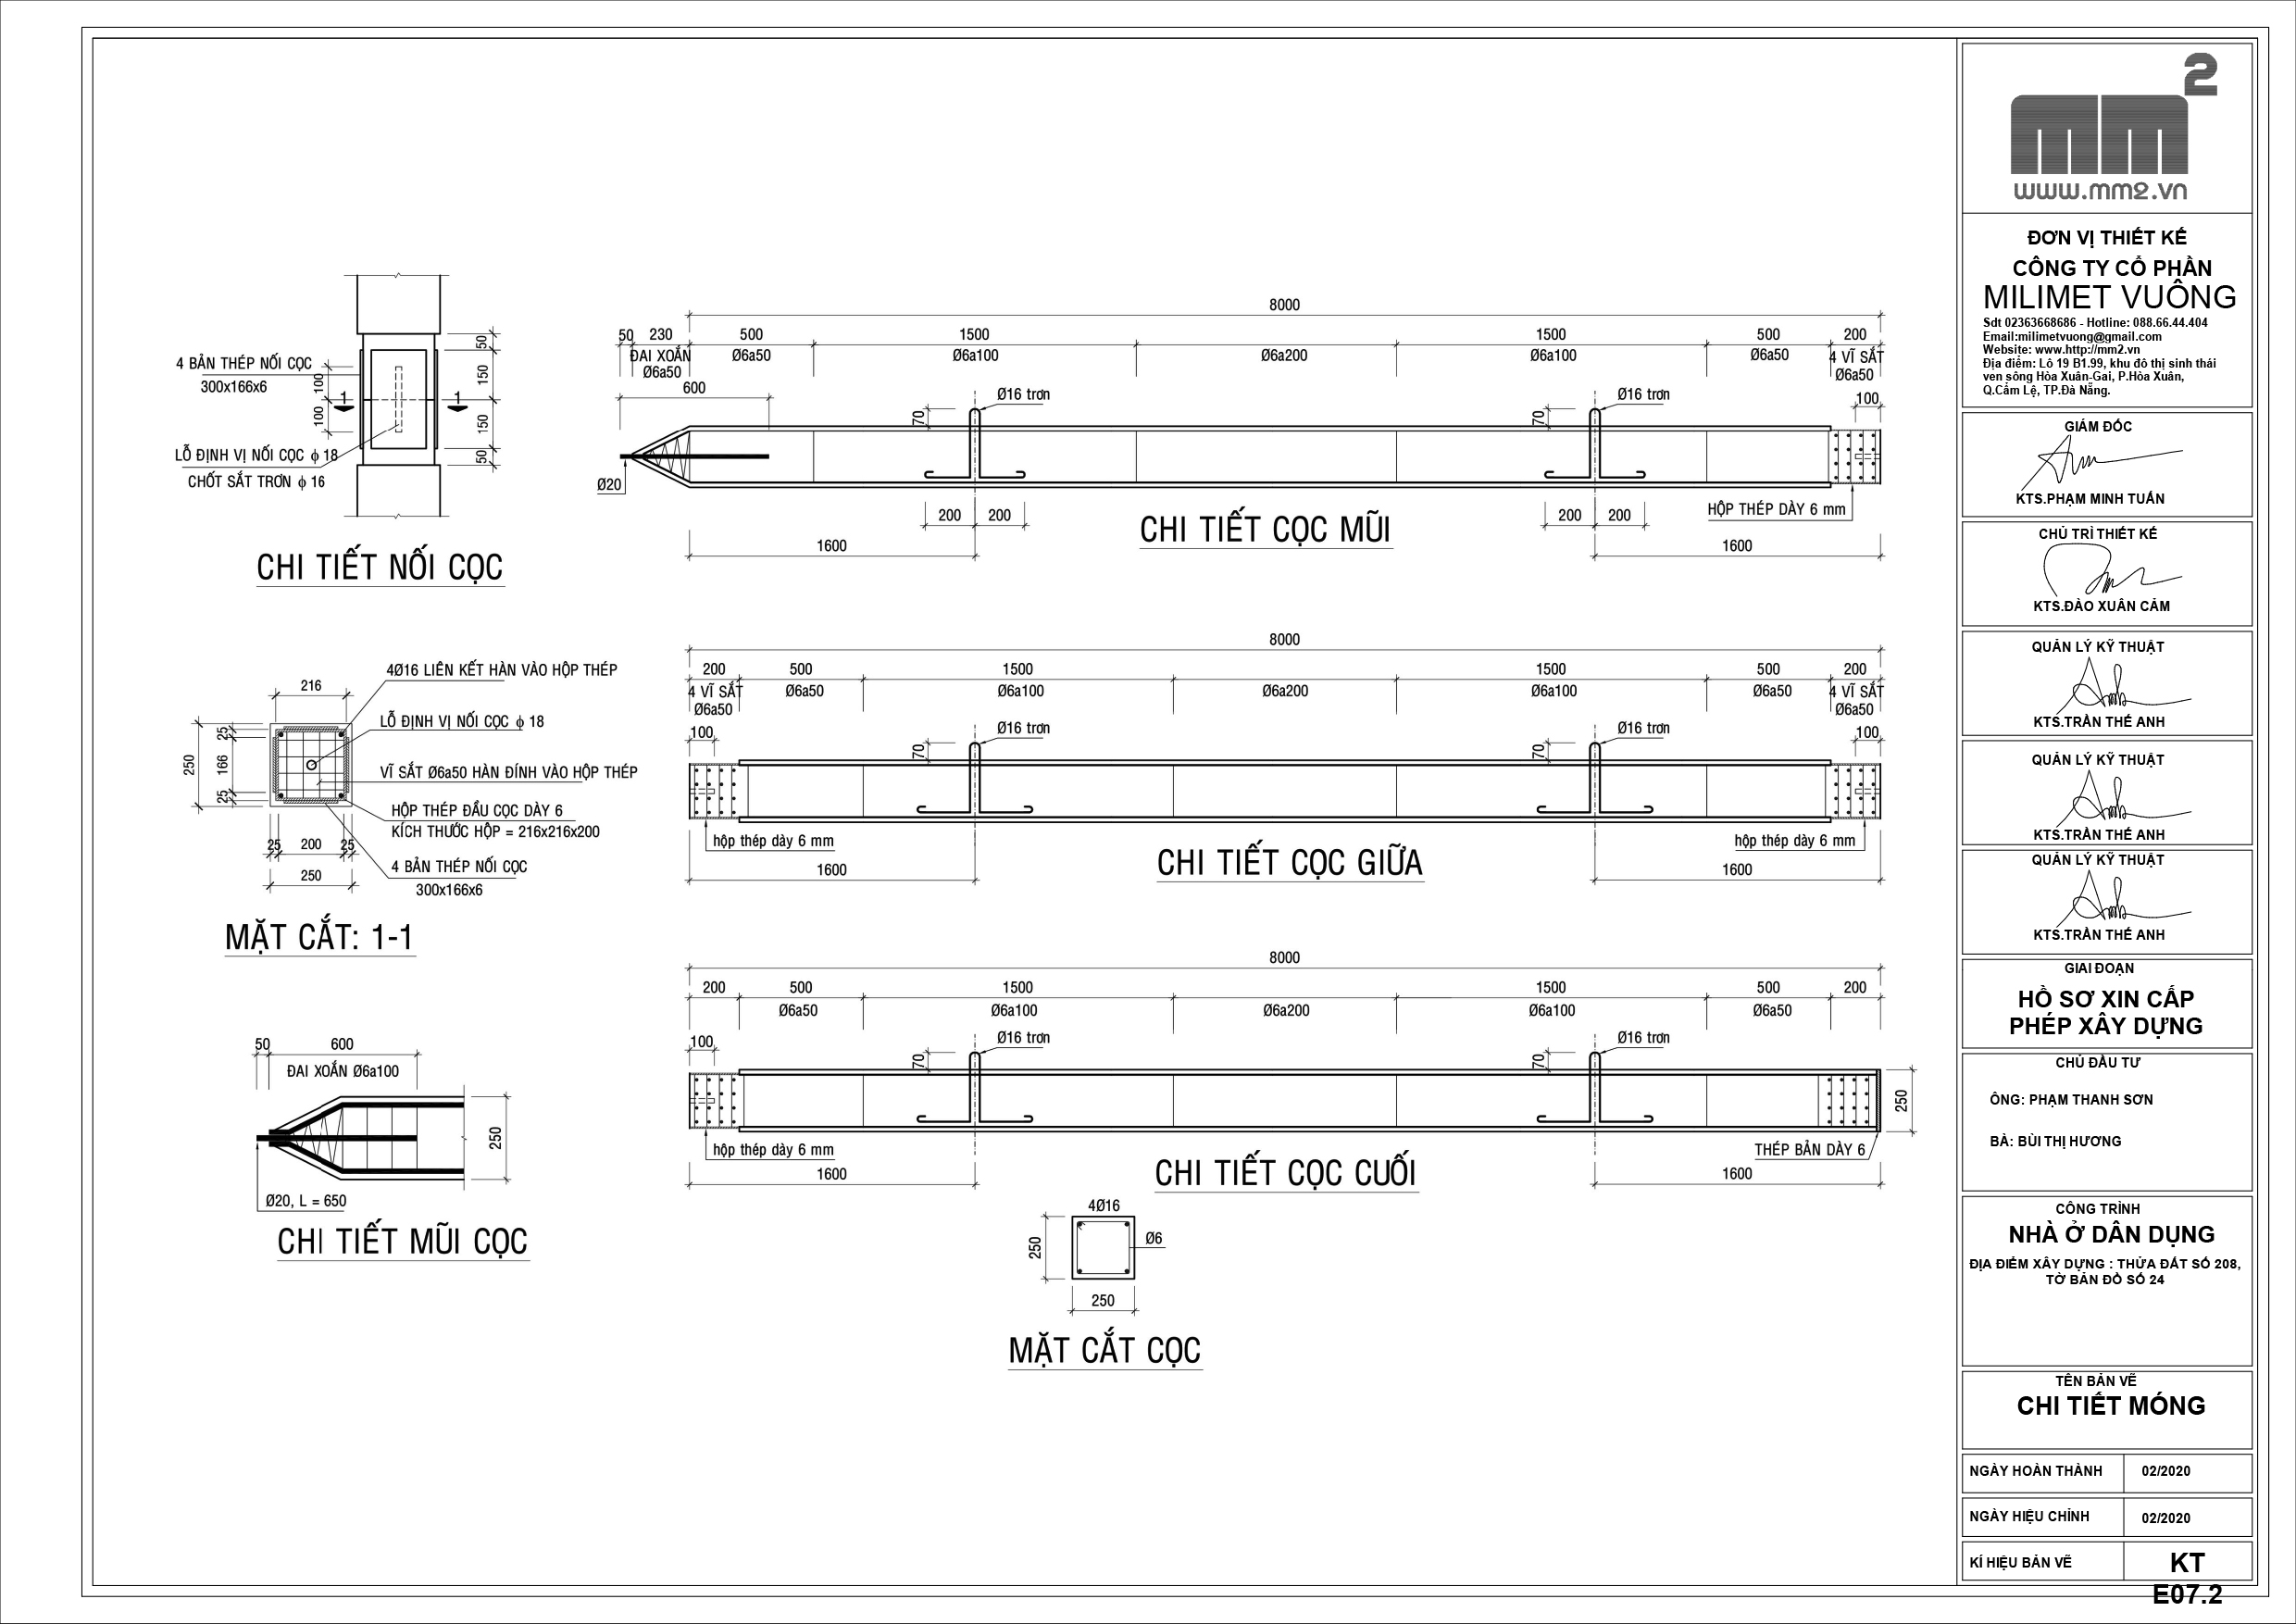 50
150
150
50
100
100
1
1
4 BẢN THÉP NỐI CỌC
300x166x6
LỖ ĐỊNH VỊ NỐI CỌC ϕ 18
CHỐT SẮT TRƠN ϕ 16
CHI TIẾT NỐI CỌC
8000
50 230 500 1500 1500 500 200
ĐAI XOẮN Ø6a50 Ø6a100 Ø6a200 Ø6a100 Ø6a50 4 VĨ SẮT
Ø6a50 Ø6a50
600 100
70 Ø16 trơn 70 Ø16 trơn
Ø20
200 200 200 200
HỘP THÉP DÀY 6 mm
1600 1600
CHI TIẾT CỌC MŨI
216
250
25
166
25
25 200 25
250
4Ø16 LIÊN KẾT HÀN VÀO HỘP THÉP
LỖ ĐỊNH VỊ NỐI CỌC ϕ 18
VĨ SẮT Ø6a50 HÀN ĐÍNH VÀO HỘP THÉP
HỘP THÉP ĐẦU CỌC DÀY 6
KÍCH THƯỚC HỘP = 216x216x200
4 BẢN THÉP NỐI CỌC
300x166x6
MẶT CẮT: 1-1
8000
200 500 1500 1500 500 200
4 VĨ SẮT Ø6a50 Ø6a100 Ø6a200 Ø6a100 Ø6a50 4 VĨ SẮT
Ø6a50 Ø6a50
100 100
70 Ø16 trơn 70 Ø16 trơn
hộp thép dày 6 mm hộp thép dày 6 mm
1600 1600
CHI TIẾT CỌC GIỮA
8000
200 500 1500 1500 500 200
Ø6a50 Ø6a100 Ø6a200 Ø6a100 Ø6a50
100
70 Ø16 trơn 70 Ø16 trơn
250
hộp thép dày 6 mm THÉP BẢN DÀY 6
1600 1600
CHI TIẾT CỌC CUỐI
50 600
ĐAI XOẮN Ø6a100
250
Ø20, L = 650
CHI TIẾT MŨI CỌC
4Ø16
250
Ø6
250
MẶT CẮT CỌC
mm2
www.mm2.vn
ĐƠN VỊ THIẾT KẾ
CÔNG TY CỔ PHẦN
MILIMET VUÔNG
Sdt 02363668686 - Hotline: 088.66.44.404
Email:milimetvuong@gmail.com
Website: www.http://mm2.vn
Địa điểm: Lô 19 B1.99, khu đô thị sinh thái
ven sông Hòa Xuân-Gai, P.Hòa Xuân,
Q.Cẩm Lệ, TP.Đà Nẵng.
GIÁM ĐỐC
KTS.PHẠM MINH TUẤN
CHỦ TRÌ THIẾT KẾ
KTS.ĐÀO XUÂN CẢM
QUẢN LÝ KỸ THUẬT
KTS.TRẦN THẾ ANH
QUẢN LÝ KỸ THUẬT
KTS.TRẦN THẾ ANH
QUẢN LÝ KỸ THUẬT
KTS.TRẦN THẾ ANH
GIAI ĐOẠN
HỒ SƠ XIN CẤP
PHÉP XÂY DỰNG
CHỦ ĐẦU TƯ
ÔNG: PHẠM THANH SƠN
BÀ: BÙI THỊ HƯƠNG
CÔNG TRÌNH
NHÀ Ở DÂN DỤNG
ĐỊA ĐIỂM XÂY DỰNG : THỬA ĐẤT SỐ 208,
TỜ BẢN ĐỒ SỐ 24
TÊN BẢN VẼ
CHI TIẾT MÓNG
NGÀY HOÀN THÀNH 02/2020
NGÀY HIỆU CHỈNH 02/2020
KÍ HIỆU BẢN VẼ KT
E07.2